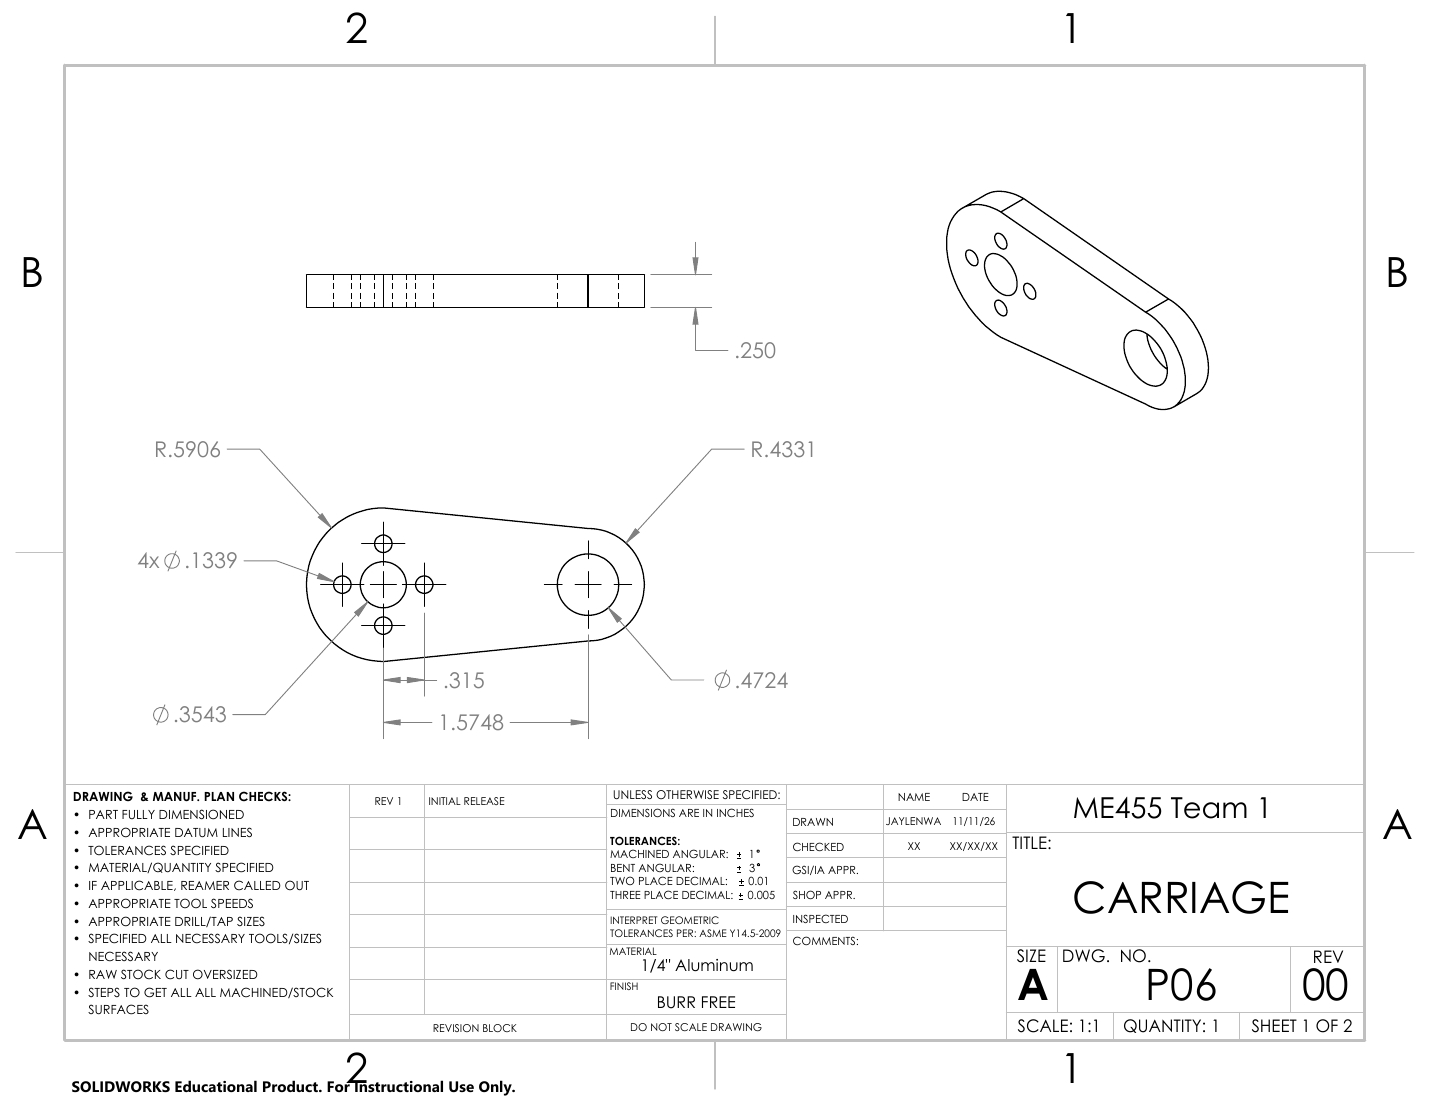 2
1
B
B
.250
R.5906
R.4331
4x ∅ .1339
.315
∅ .4724
∅ .3543
1.5748
A
A
DRAWING & MANUF. PLAN CHECKS:
• PART FULLY DIMENSIONED
• APPROPRIATE DATUM LINES
• TOLERANCES SPECIFIED
• MATERIAL/QUANTITY SPECIFIED
• IF APPLICABLE, REAMER CALLED OUT
• APPROPRIATE TOOL SPEEDS
• APPROPRIATE DRILL/TAP SIZES
• SPECIFIED ALL NECESSARY TOOLS/SIZES
NECESSARY
• RAW STOCK CUT OVERSIZED
• STEPS TO GET ALL ALL MACHINED/STOCK
SURFACES
REV 1 INITIAL RELEASE
REVISION BLOCK
UNLESS OTHERWISE SPECIFIED:
DIMENSIONS ARE IN INCHES
TOLERANCES:
MACHINED ANGULAR: ± 1°
BENT ANGULAR: ± 3°
TWO PLACE DECIMAL: ± 0.01
THREE PLACE DECIMAL: ± 0.005
INTERPRET GEOMETRIC
TOLERANCES PER: ASME Y14.5-2009
MATERIAL
1/4" Aluminum
FINISH
BURR FREE
DO NOT SCALE DRAWING
NAME DATE
DRAWN JAYLENWA 11/11/26
CHECKED XX XX/XX/XX
GSI/IA APPR.
SHOP APPR.
INSPECTED
COMMENTS:
ME455 Team 1
TITLE:
CARRIAGE
SIZE DWG. NO. REV
A P06 00
SCALE: 1:1 QUANTITY: 1 SHEET 1 OF 2
2
1
SOLIDWORKS Educational Product. For Instructional Use Only.